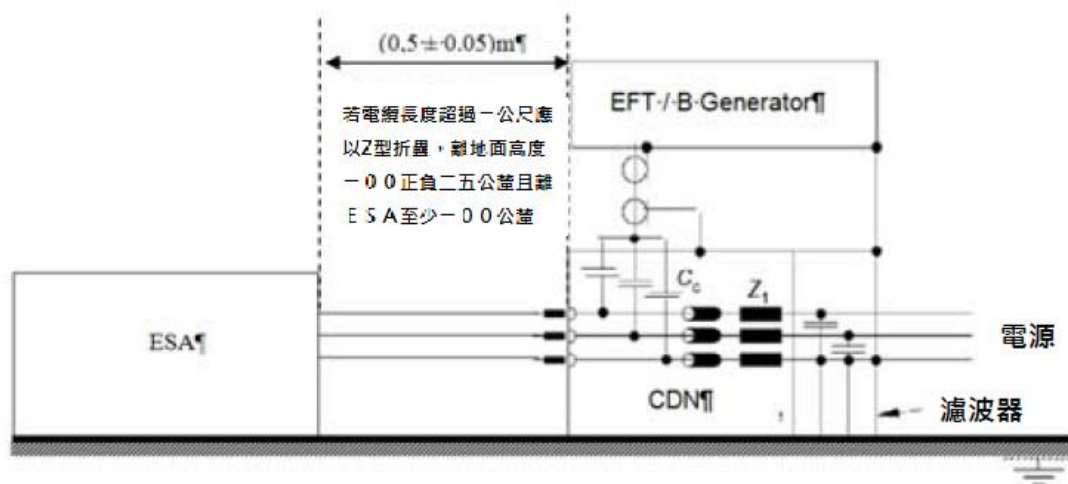 (0.5±0.05)m¶
若電纜長度超過一公尺應
以Z型折疊，離地面高度
一００正負二五公釐且離
ＥＳＡ至少一００公釐
EFT·/·B·Generator¶
Cc
Z1
ESA¶
電源
CDN¶
濾波器